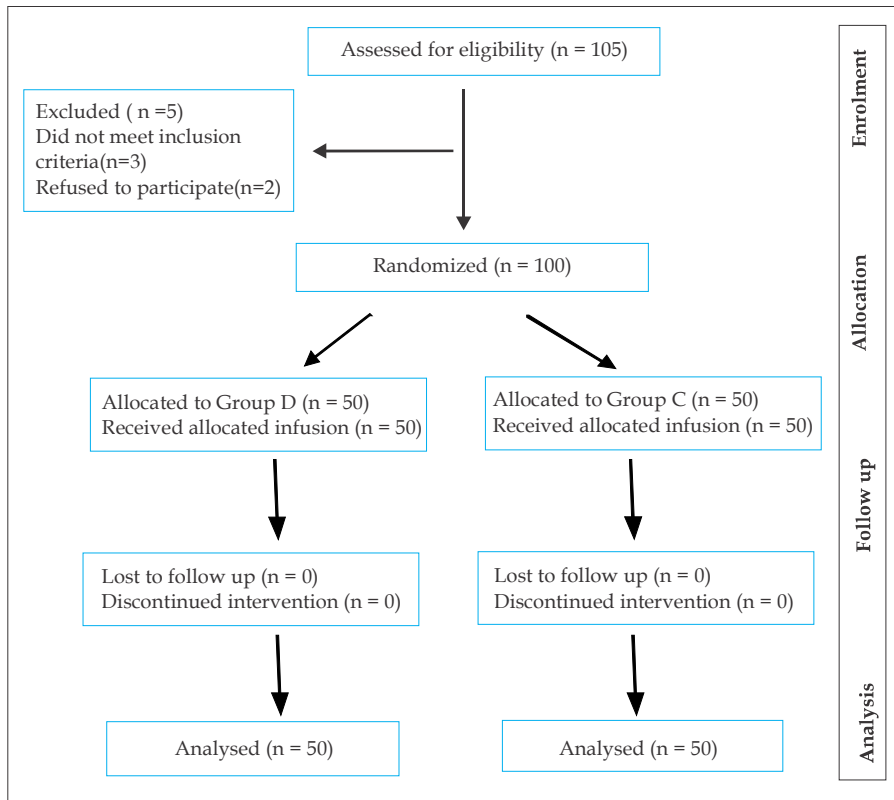 Assessed for eligibility (n = 105)
Excluded ( n =5)
Did not meet inclusion
criteria(n=3)
Refused to participate(n=2)
Enrolment
Randomized (n = 100)
Allocation
Allocated to Group D (n = 50)
Received allocated infusion (n = 50)
Allocated to Group C (n = 50)
Received allocated infusion (n = 50)
Follow up
Lost to follow up (n = 0)
Discontinued intervention (n = 0)
Lost to follow up (n = 0)
Discontinued intervention (n = 0)
Analysed (n = 50)
Analysed (n = 50)
Analysis